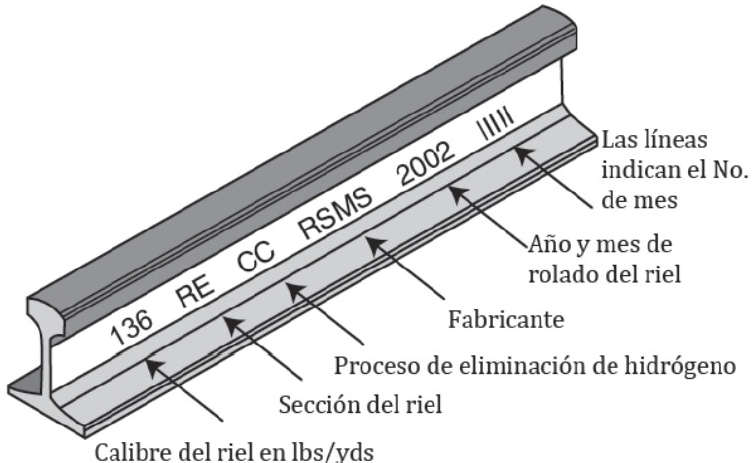 136 RE CC RSMS 2002 IIIII
Las líneas
indican el No.
de mes
Año y mes de
rolado del riel
Fabricante
Proceso de eliminación de hidrógeno
Sección del riel
Calibre del riel en lbs/yds